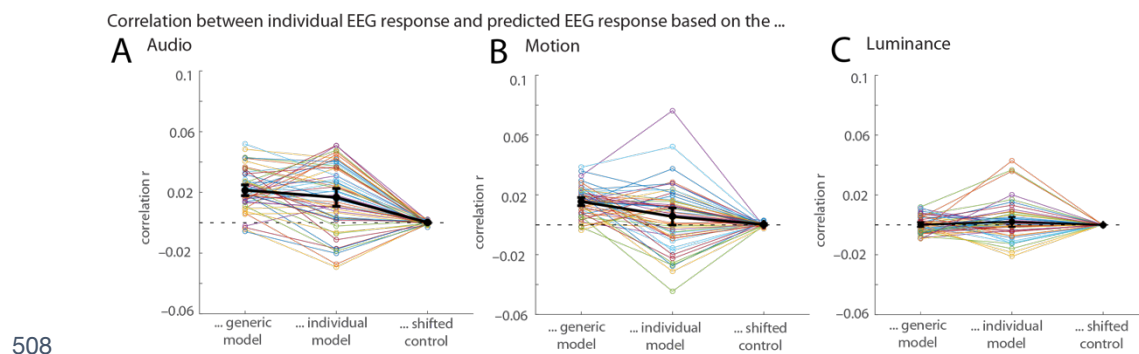 Correlation between individual EEG response and predicted EEG response based on the ...
A Audio
B Motion
C Luminance
correlation r
0.1
0.06
0.02
−0.02
−0.06
... generic model
... individual model
... shifted control
correlation r
0.1
0.06
0.02
−0.02
−0.06
... generic model
... individual model
... shifted control
correlation r
0.1
0.06
0.02
−0.02
−0.06
... generic model
... individual model
... shifted control
508